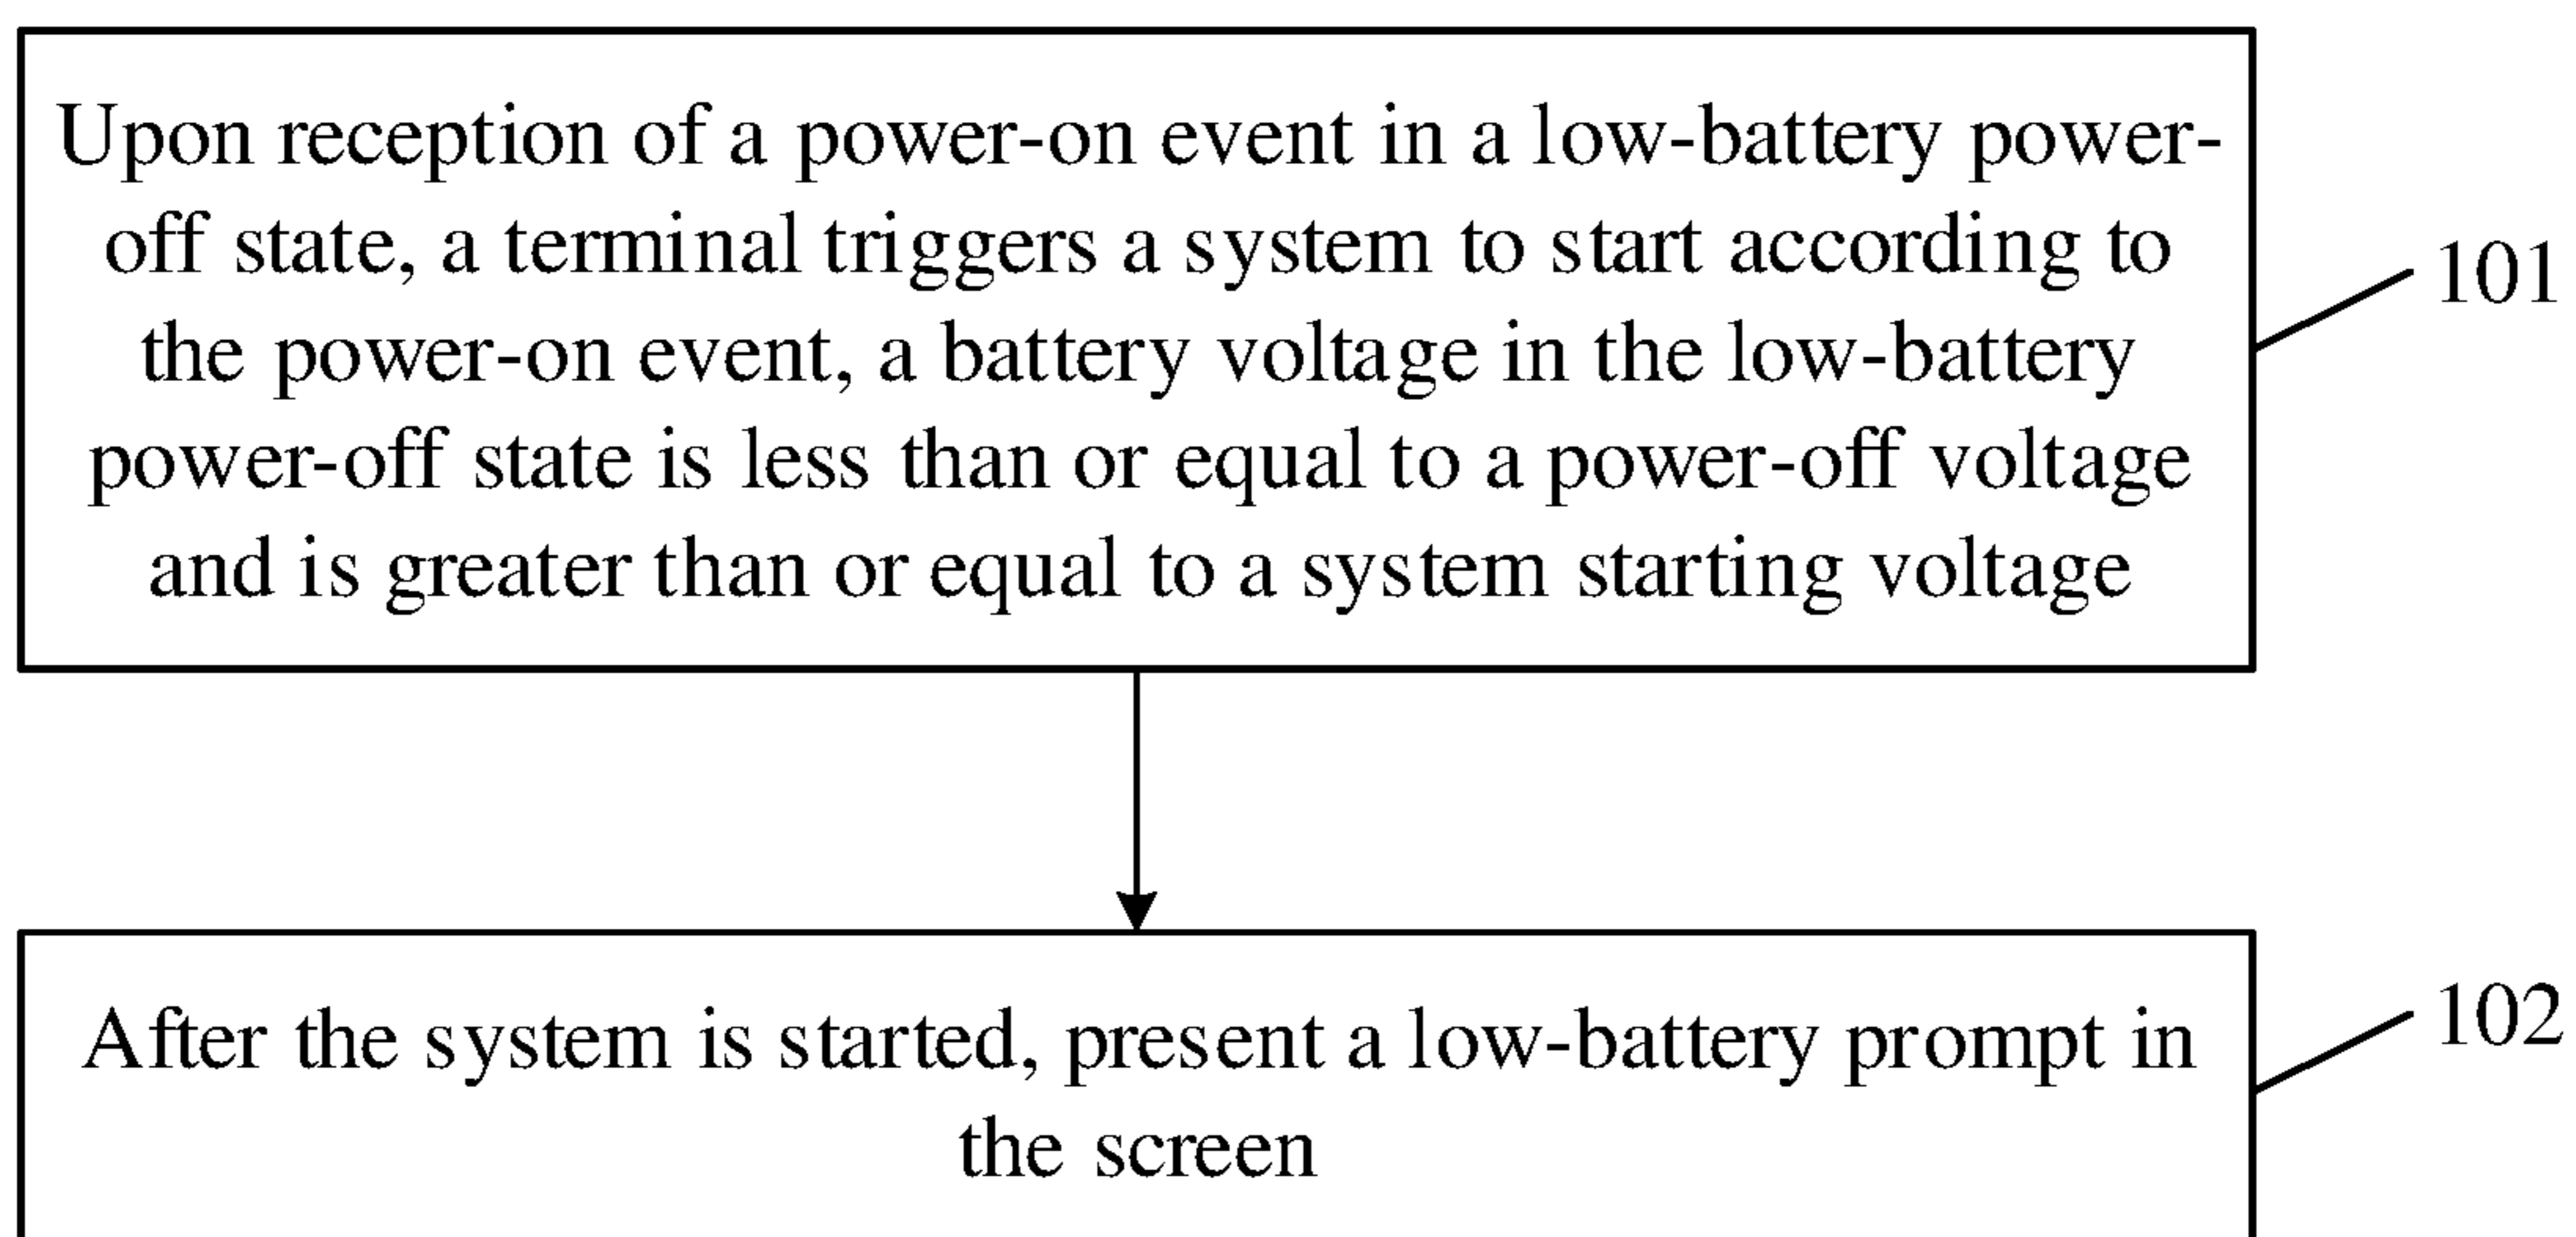 Upon reception of a power-on event in a low-battery power-
off state, a terminal triggers a system to start according to
the power-on event, a battery voltage in the low-battery
power-off state is less than or equal to a power-off voltage
and is greater than or equal to a system starting voltage
101
After the system is started, present a low-battery prompt in
the screen
102